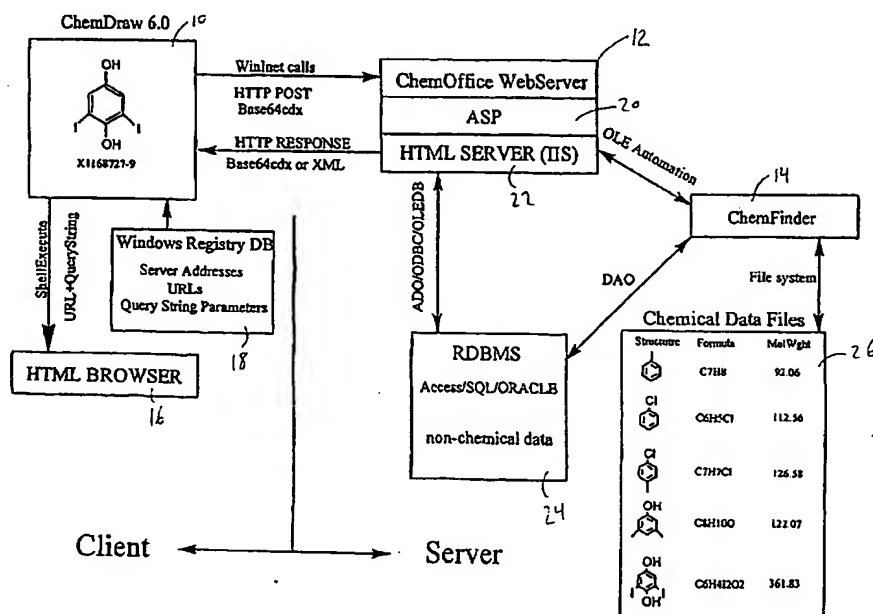 ChemDraw 6.0
10
OH
I
I
OH
X1168727-9
WinInet calls
HTTP POST
Base64cdx
HTTP RESPONSE
Base64cdx or XML
12
ChemOffice WebServer
ASP
20
HTML SERVER (IIS)
22
OLE Automation
14
ChemFinder
ShellExecute
URL+QueryString
Windows Registry DB
Server Addresses
URLs
Query String Parameters
18
HTML BROWSER
16
ADO/ODBC/OLEDB
DAO
File system
RDBMS
Access/SQL/ORACLE
non-chemical data
24
Chemical Data Files
26
Structutre Formula MolWght
C7H8 92.06
Cl
C6H5Cl 112.56
Cl
C7H7Cl 126.58
OH
C8H10O 122.07
OH
I I
OH
C6H4I2O2 361.83
Client
Server